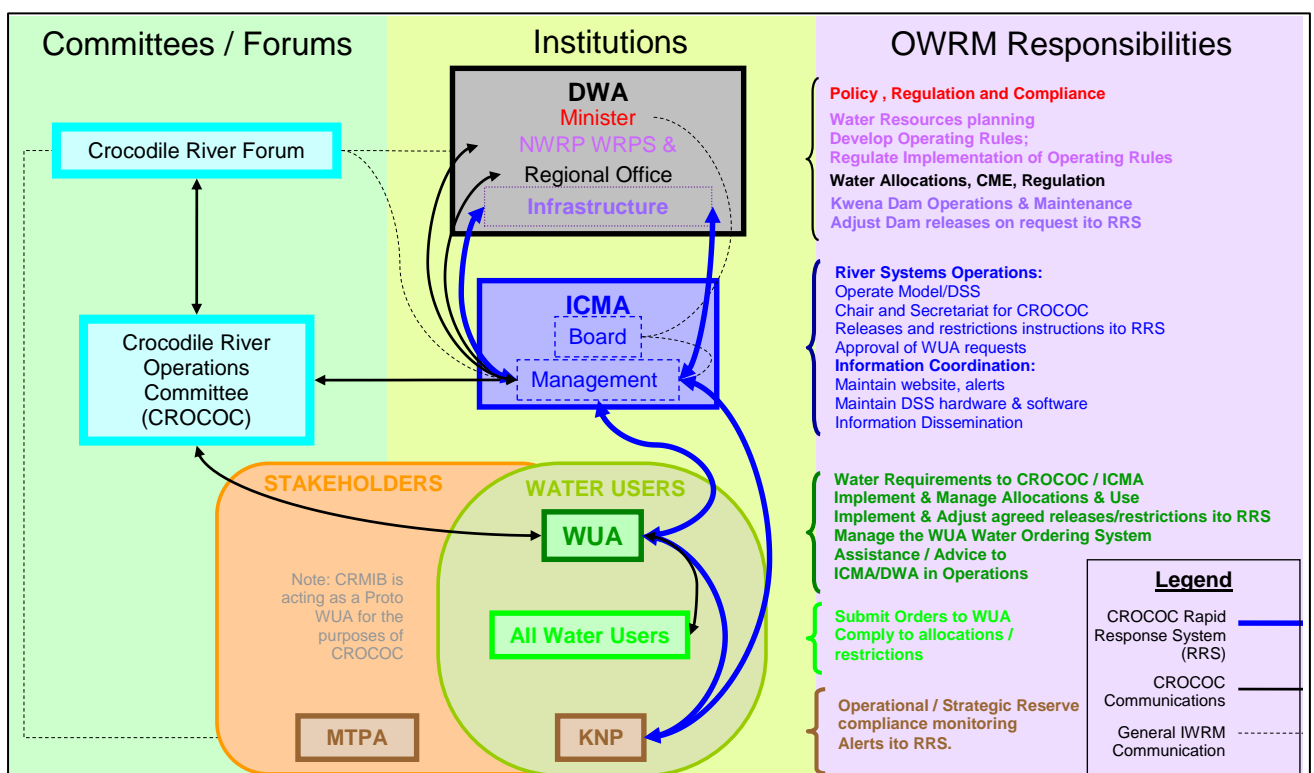 Committees / Forums
Institutions
OWRM Responsibilities
Crocodile River Forum
Crocodile River
Operations
Committee
(CROCOC)
DWA
Minister
NWRP WRPS &
Regional Office
Infrastructure
ICMA
Board
Management
STAKEHOLDERS
WATER USERS
WUA
Note: CRMIB is
acting as a Proto
WUA for the
purposes of
CROCOC
All Water Users
MTPA
KNP
Policy , Regulation and Compliance
Water Resources planning
Develop Operating Rules;
Regulate Implementation of Operating Rules
Water Allocations, CME, Regulation
Kwena Dam Operations & Maintenance
Adjust Dam releases on request ito RRS
River Systems Operations:
Operate Model/DSS
Chair and Secretariat for CROCOC
Releases and restrictions instructions ito RRS
Approval of WUA requests
Information Coordination:
Maintain website, alerts
Maintain DSS hardware & software
Information Dissemination
Water Requirements to CROCOC / ICMA
Implement & Manage Allocations & Use
Implement & Adjust agreed releases/restrictions ito RRS
Manage the WUA Water Ordering System
Assistance / Advice to
ICMA/DWA in Operations
Submit Orders to WUA
Comply to allocations /
restrictions
Operational / Strategic Reserve
compliance monitoring
Alerts ito RRS.
Legend
CROCOC Rapid
Response System
(RRS)
CROCOC
Communications
General IWRM
Communication